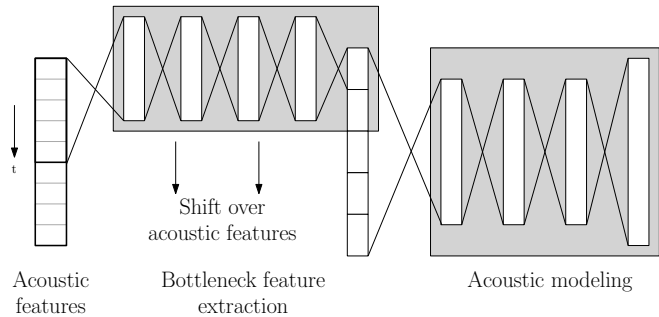 t
Shift over
acoustic features
Acoustic
features
Bottleneck feature
extraction
Acoustic modeling